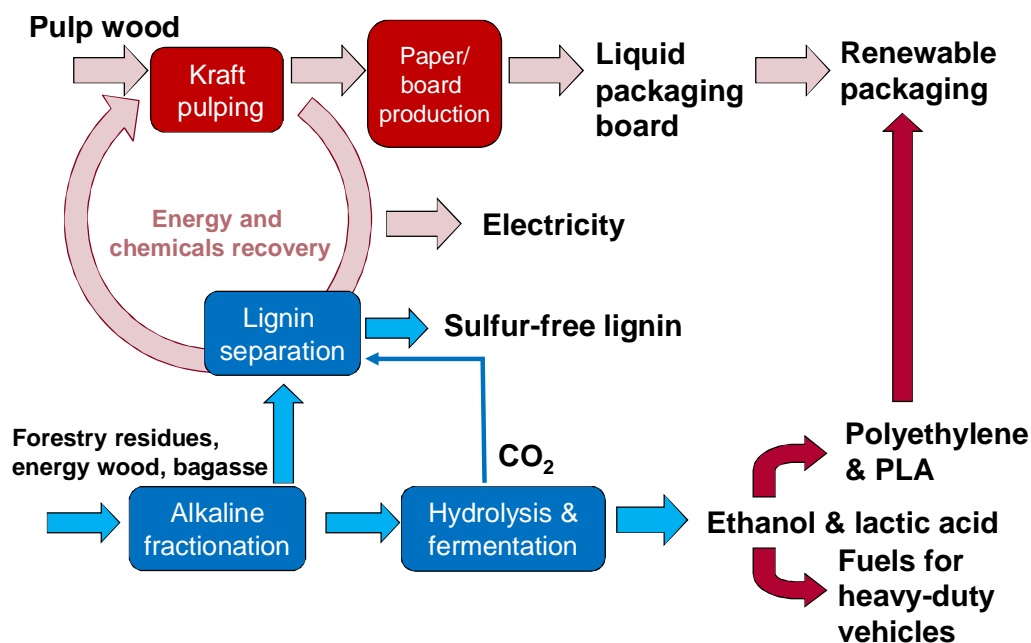 Pulp wood
Kraft
pulping
Paper/
board
production
Liquid
packaging
board
Renewable
packaging
Energy and
chemicals recovery
Electricity
Lignin
separation
Sulfur-free lignin
Forestry residues,
energy wood, bagasse
CO₂
Polyethylene
& PLA
Alkaline
fractionation
Hydrolysis &
fermentation
Ethanol & lactic acid
Fuels for
heavy-duty
vehicles